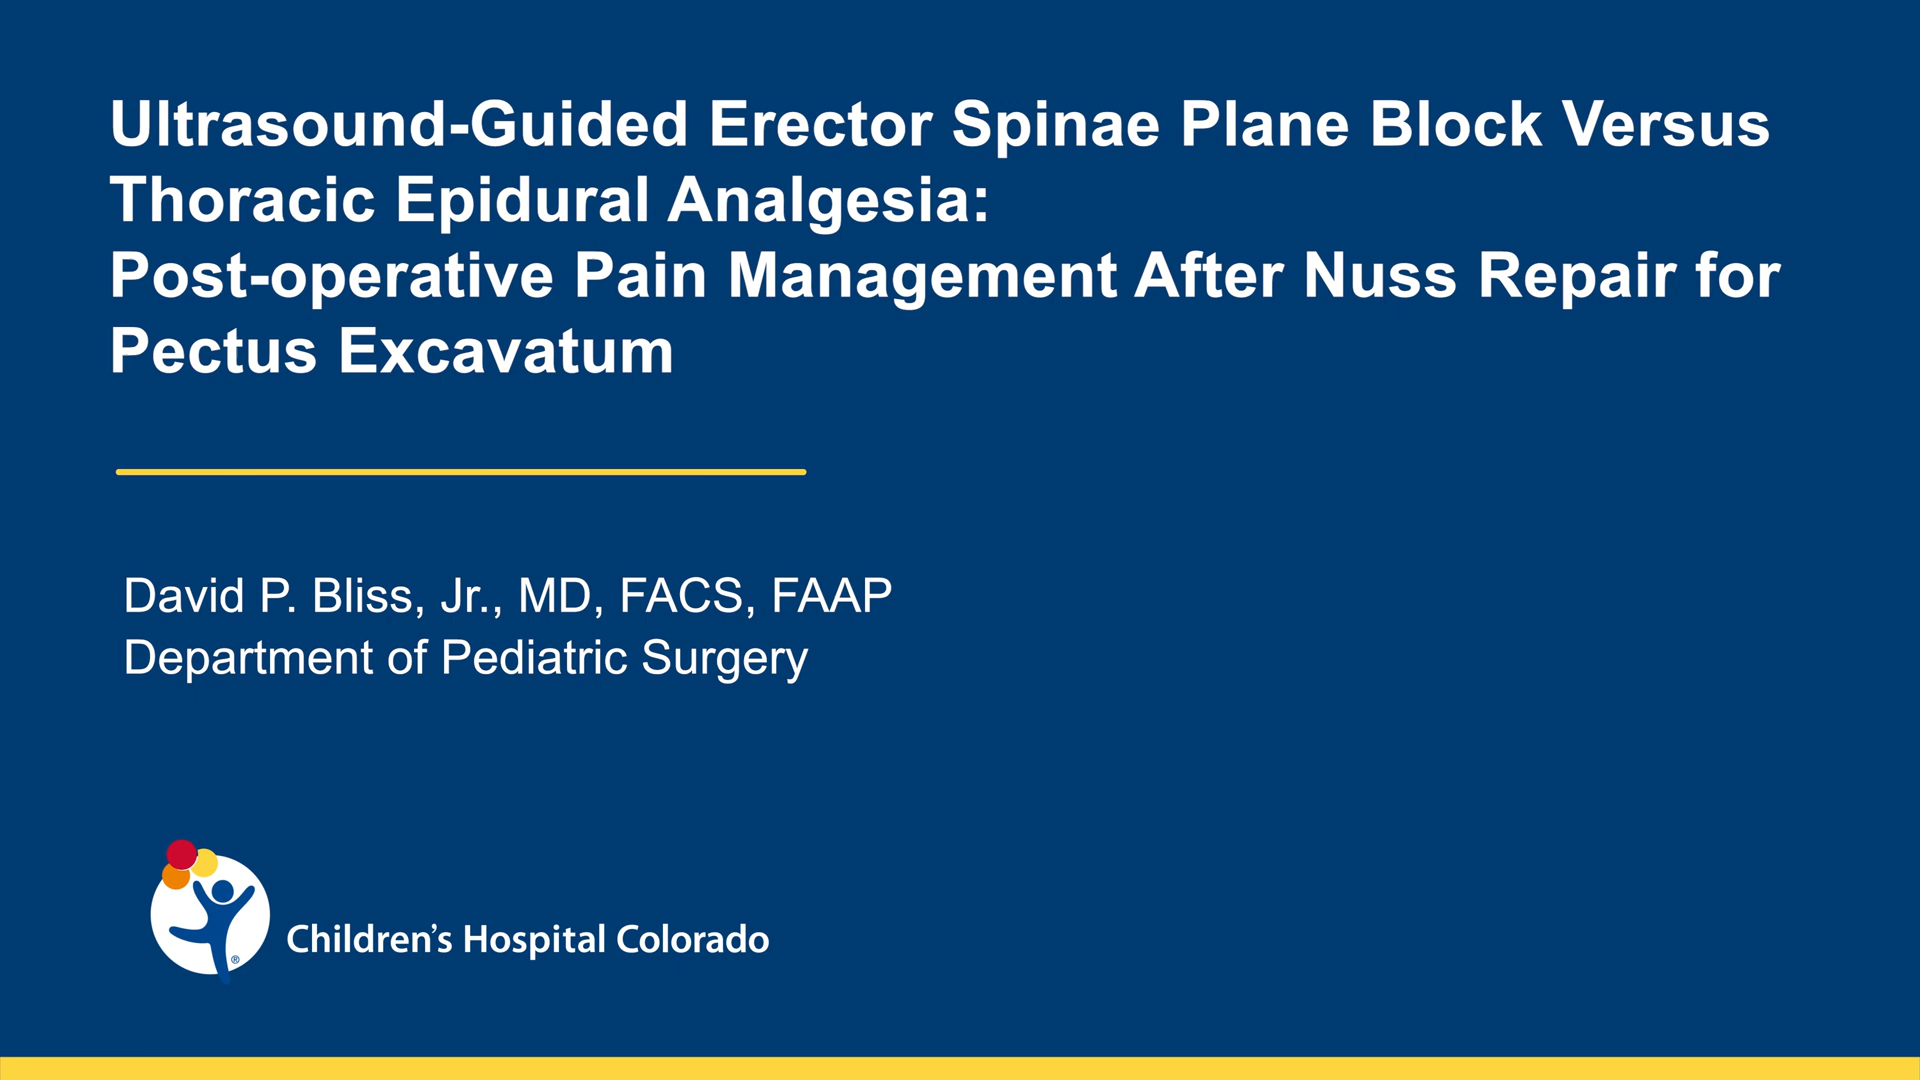 Ultrasound-Guided Erector Spinae Plane Block Versus
Thoracic Epidural Analgesia:
Post-operative Pain Management After Nuss Repair for
Pectus Excavatum
David P. Bliss, Jr., MD, FACS, FAAP
Department of Pediatric Surgery
®
Children's Hospital Colorado